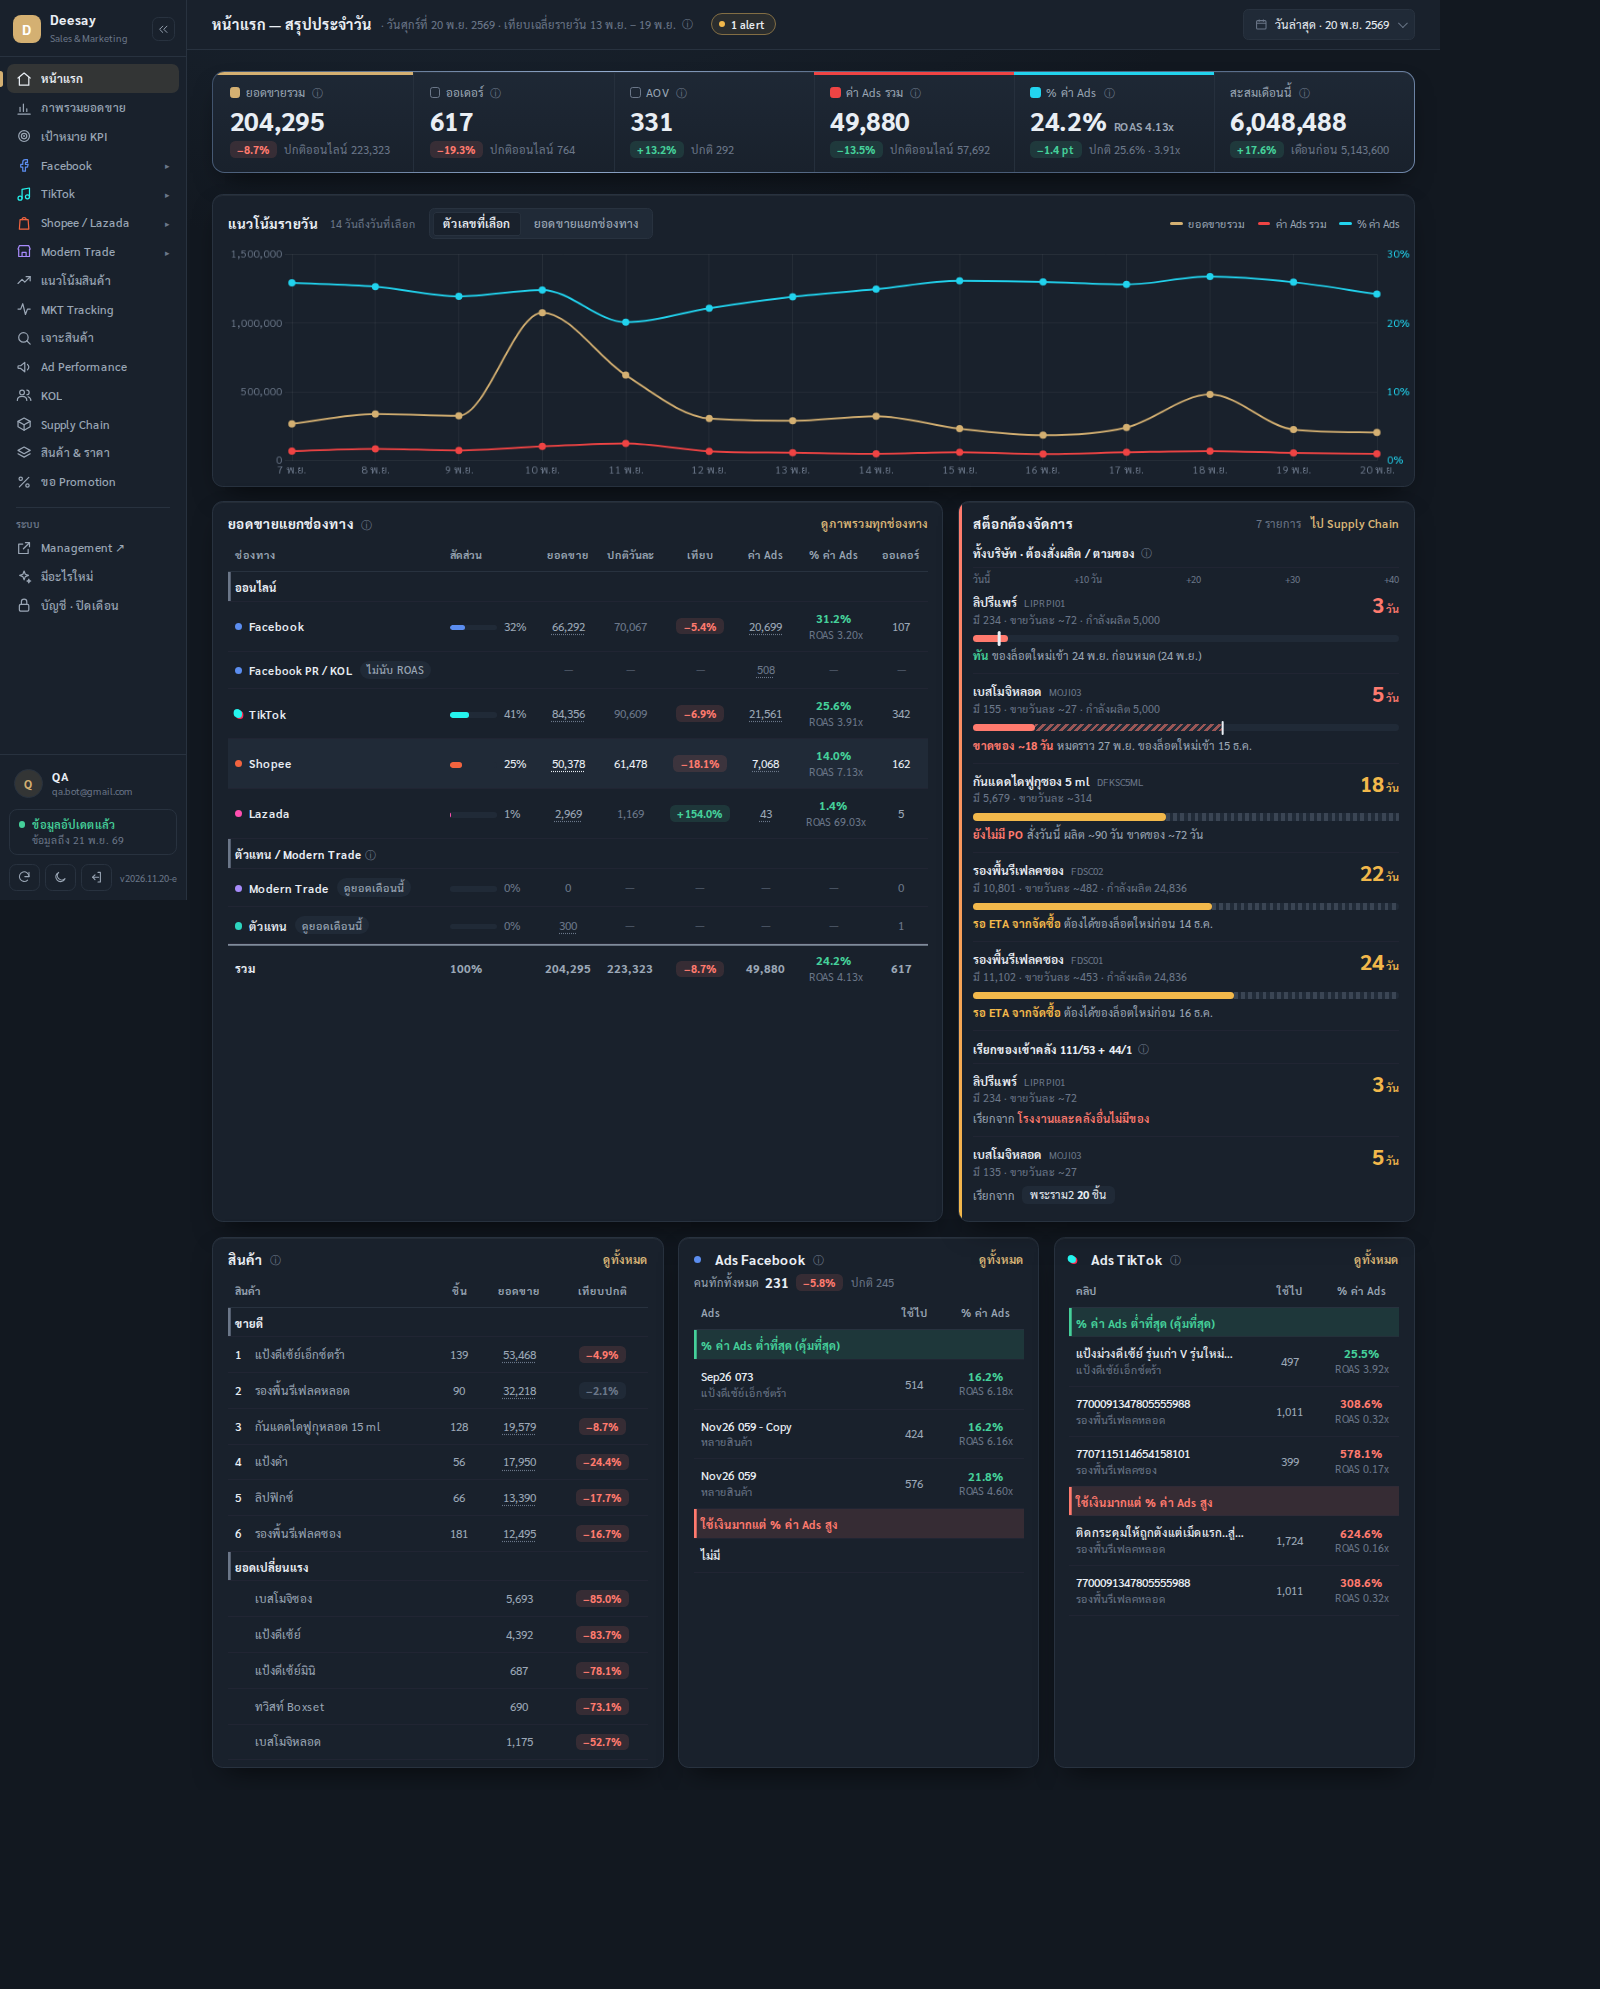 D Deesay
Sales & Marketing
หน้าแรก
ภาพรวมยอดขาย
เป้าหมาย KPI
Facebook
TikTok
Shopee / Lazada
Modern Trade
แนวโน้มสินค้า
MKT Tracking
เจาะสินค้า
Ad Performance
KOL
Supply Chain
สินค้า & ราคา
ขอ Promotion
ระบบ
Management ↗
มีอะไรใหม่
บัญชี · ปิดเดือน
Q QA
qa.bot@gmail.com
ข้อมูลอัปเดตแล้ว
ข้อมูลถึง 21 พ.ย. 69
v2026.11.20-e
หน้าแรก — สรุปประจำวัน · วันศุกร์ที่ 20 พ.ย. 2569 · เทียบเฉลี่ยรายวัน 13 พ.ย. – 19 พ.ย. ⓘ 1 alert วันล่าสุด · 20 พ.ย. 2569
ยอดขายรวม ⓘ
204,295
−8.7% ปกติออนไลน์ 223,323
ออเดอร์ ⓘ
617
−19.3% ปกติออนไลน์ 764
AOV ⓘ
331
+13.2% ปกติ 292
ค่า Ads รวม ⓘ
49,880
−13.5% ปกติออนไลน์ 57,692
% ค่า Ads ⓘ
24.2% ROAS 4.13x
−1.4 pt ปกติ 25.6% · 3.91x
สะสมเดือนนี้ ⓘ
6,048,488
+17.6% เดือนก่อน 5,143,600
แนวโน้มรายวัน 14 วันถึงวันที่เลือก ตัวเลขที่เลือก ยอดขายแยกช่องทาง ยอดขายรวม ค่า Ads รวม % ค่า Ads
1,500,000 30%
1,000,000 20%
500,000 10%
0 0%
7 พ.ย. 8 พ.ย. 9 พ.ย. 10 พ.ย. 11 พ.ย. 12 พ.ย. 13 พ.ย. 14 พ.ย. 15 พ.ย. 16 พ.ย. 17 พ.ย. 18 พ.ย. 19 พ.ย. 20 พ.ย.
ยอดขายแยกช่องทาง ⓘ ดูภาพรวมทุกช่องทาง
ช่องทาง สัดส่วน ยอดขาย ปกติวันละ เทียบ ค่า Ads % ค่า Ads ออเดอร์
ออนไลน์
Facebook 32% 66,292 70,067 −5.4% 20,699 31.2% ROAS 3.20x 107
Facebook PR / KOL ไม่นับ ROAS — — — 508 — —
TikTok 41% 84,356 90,609 −6.9% 21,561 25.6% ROAS 3.91x 342
Shopee 25% 50,378 61,478 −18.1% 7,068 14.0% ROAS 7.13x 162
Lazada 1% 2,969 1,169 +154.0% 43 1.4% ROAS 69.03x 5
ตัวแทน / Modern Trade ⓘ
Modern Trade ดูยอดเดือนนี้ 0% 0 — — — — 0
ตัวแทน ดูยอดเดือนนี้ 0% 300 — — — — 1
รวม 100% 204,295 223,323 −8.7% 49,880 24.2% ROAS 4.13x 617
สต็อกต้องจัดการ 7 รายการ ไป Supply Chain
ทั้งบริษัท · ต้องสั่งผลิต / ตามของ ⓘ
วันนี้ +10 วัน +20 +30 +40
ลิปรีแพร์ LIPRPI01 3 วัน
มี 234 · ขายวันละ ~72 · กำลังผลิต 5,000
ทัน ของล็อตใหม่เข้า 24 พ.ย. ก่อนหมด (24 พ.ย.)
เบสโมจิหลอด MOJI03 5 วัน
มี 155 · ขายวันละ ~27 · กำลังผลิต 5,000
ขาดของ ~18 วัน หมดราว 27 พ.ย. ของล็อตใหม่เข้า 15 ธ.ค.
กันแดดไดฟูกุซอง 5 ml DFKSC5ML 18 วัน
มี 5,679 · ขายวันละ ~314
ยังไม่มี PO สั่งวันนี้ ผลิต ~90 วัน ขาดของ ~72 วัน
รองพื้นรีเฟลคซอง FDSC02 22 วัน
มี 10,801 · ขายวันละ ~482 · กำลังผลิต 24,836
รอ ETA จากจัดซื้อ ต้องได้ของล็อตใหม่ก่อน 14 ธ.ค.
รองพื้นรีเฟลคซอง FDSC01 24 วัน
มี 11,102 · ขายวันละ ~453 · กำลังผลิต 24,836
รอ ETA จากจัดซื้อ ต้องได้ของล็อตใหม่ก่อน 16 ธ.ค.
เรียกของเข้าคลัง 111/53 + 44/1 ⓘ
ลิปรีแพร์ LIPRPI01 3 วัน
มี 234 · ขายวันละ ~72
เรียกจาก โรงงานและคลังอื่นไม่มีของ
เบสโมจิหลอด MOJI03 5 วัน
มี 135 · ขายวันละ ~27
เรียกจาก พระราม2 20 ชิ้น
สินค้า ⓘ ดูทั้งหมด
สินค้า ชิ้น ยอดขาย เทียบปกติ
ขายดี
1 แป้งดีเซย์เอ็กซ์ตร้า 139 53,468 −4.9%
2 รองพื้นรีเฟลคหลอด 90 32,218 −2.1%
3 กันแดดไดฟูกุหลอด 15 ml 128 19,579 −8.7%
4 แป้งดำ 56 17,950 −24.4%
5 ลิปฟิกซ์ 66 13,390 −17.7%
6 รองพื้นรีเฟลคซอง 181 12,495 −16.7%
ยอดเปลี่ยนแรง
เบสโมจิซอง 5,693 −85.0%
แป้งดีเซย์ 4,392 −83.7%
แป้งดีเซย์มินิ 687 −78.1%
ทวิสท์ Boxset 690 −73.1%
เบสโมจิหลอด 1,175 −52.7%
Ads Facebook ⓘ ดูทั้งหมด
คนทักทั้งหมด 231 −5.8% ปกติ 245
Ads ใช้ไป % ค่า Ads
% ค่า Ads ต่ำที่สุด (คุ้มที่สุด)
Sep26 073 514 16.2%
แป้งดีเซย์เอ็กซ์ตร้า ROAS 6.18x
Nov26 059 - Copy 424 16.2%
หลายสินค้า ROAS 6.16x
Nov26 059 576 21.8%
หลายสินค้า ROAS 4.60x
ใช้เงินมากแต่ % ค่า Ads สูง
ไม่มี
Ads TikTok ⓘ ดูทั้งหมด
คลิป ใช้ไป % ค่า Ads
% ค่า Ads ต่ำที่สุด (คุ้มที่สุด)
แป้งม่วงดีเซย์ รุ่นเก่า V รุ่นใหม่... 497 25.5%
แป้งดีเซย์เอ็กซ์ตร้า ROAS 3.92x
7700091347805555988 1,011 308.6%
รองพื้นรีเฟลคหลอด ROAS 0.32x
7707115114654158101 399 578.1%
รองพื้นรีเฟลคซอง ROAS 0.17x
ใช้เงินมากแต่ % ค่า Ads สูง
ติดกระดุมให้ถูกตั้งแต่เม็ดแรก..สู่... 1,724 624.6%
รองพื้นรีเฟลคหลอด ROAS 0.16x
7700091347805555988 1,011 308.6%
รองพื้นรีเฟลคหลอด ROAS 0.32x